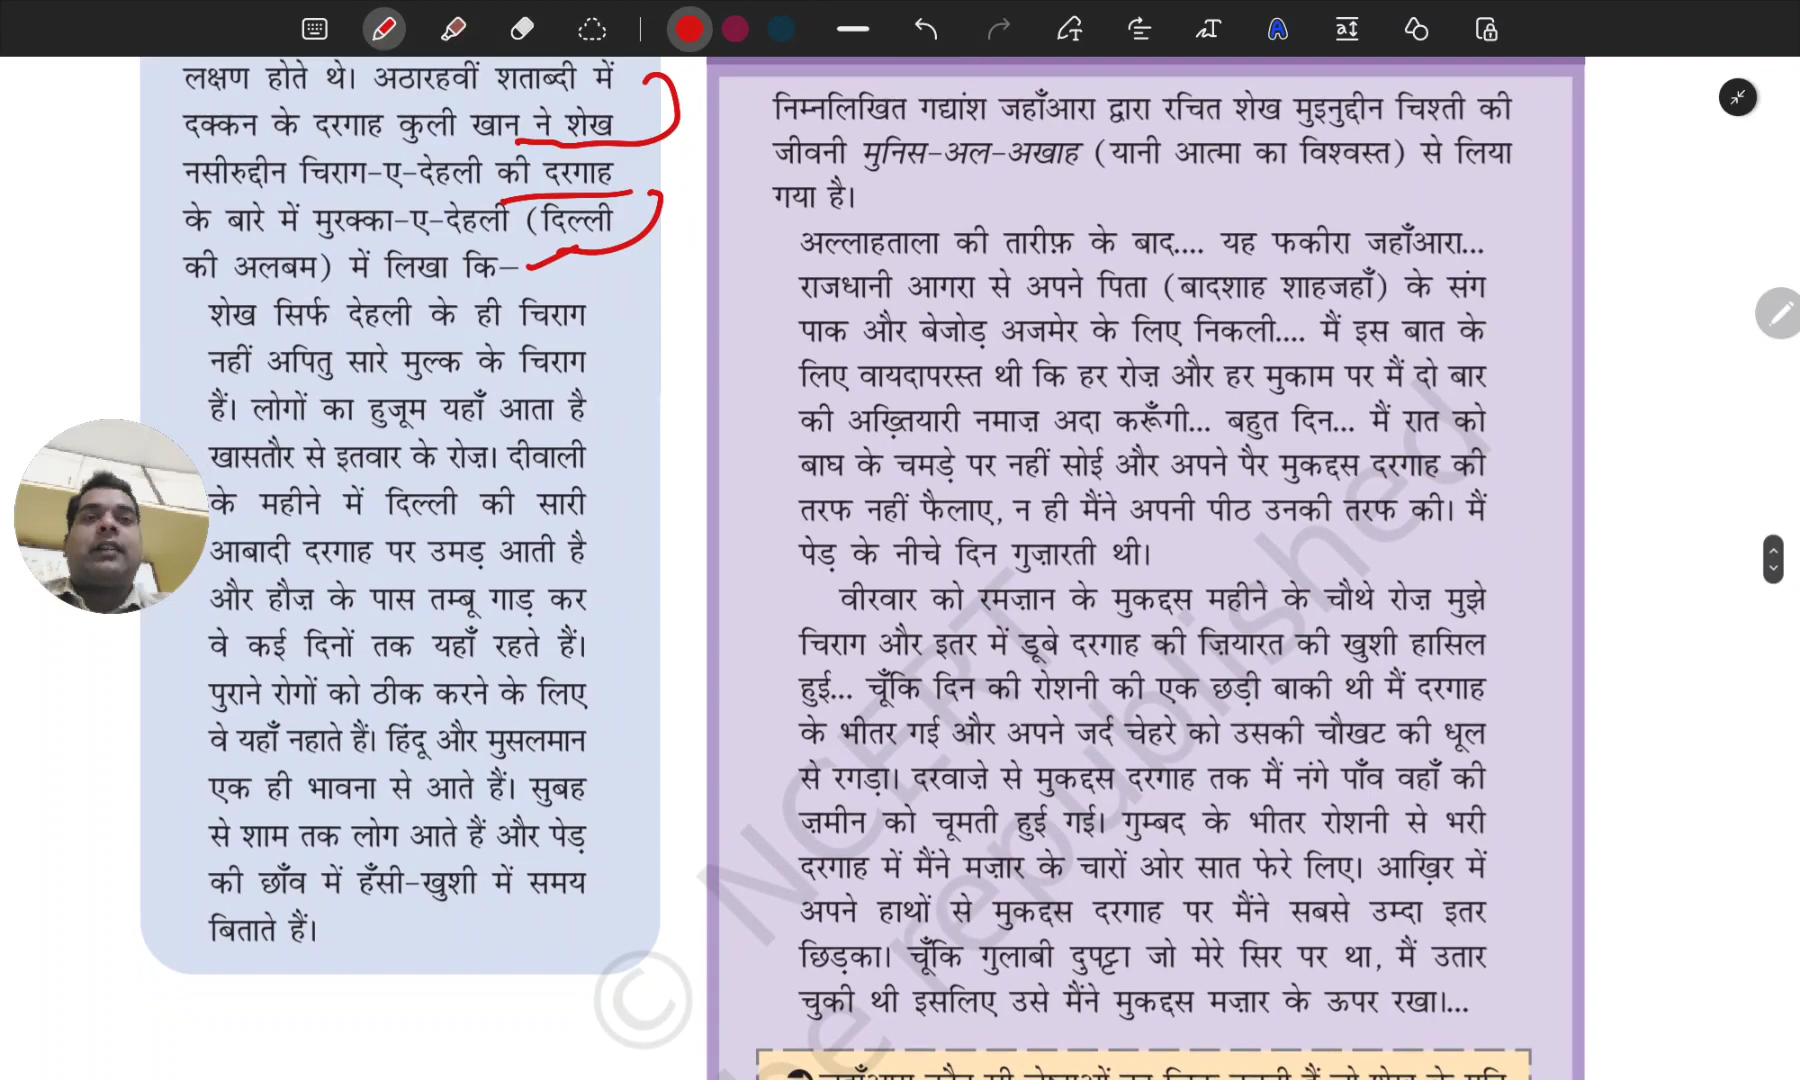 लक्षण होते थे। अठारहवीं शताब्दी में
दक्कन के दरगाह कुली खान ने शेख
नसीरुद्दीन चिराग-ए-देहली की दरगाह
के बारे में मुरक्का-ए-देहली (दिल्ली
की अलबम) में लिखा कि–
शेख सिर्फ देहली के ही चिराग
नहीं अपितु सारे मुल्क के चिराग
हैं। लोगों का हुजूम यहाँ आता है
खासतौर से इतवार के रोज़। दीवाली
के महीने में दिल्ली की सारी
आबादी दरगाह पर उमड़ आती है
और हौज़ के पास तम्बू गाड़ कर
वे कई दिनों तक यहाँ रहते हैं।
पुराने रोगों को ठीक करने के लिए
वे यहाँ नहाते हैं। हिंदू और मुसलमान
एक ही भावना से आते हैं। सुबह
से शाम तक लोग आते हैं और पेड़
की छाँव में हँसी-खुशी में समय
बिताते हैं।
निम्नलिखित गद्यांश जहाँआरा द्वारा रचित शेख मुइनुद्दीन चिश्ती की
जीवनी मुनिस-अल-अखाह (यानी आत्मा का विश्वस्त) से लिया
गया है।
अल्लाहताला की तारीफ़ के बाद.... यह फकीरा जहाँआरा...
राजधानी आगरा से अपने पिता (बादशाह शाहजहाँ) के संग
पाक और बेजोड़ अजमेर के लिए निकली.... मैं इस बात के
लिए वायदापरस्त थी कि हर रोज़ और हर मुकाम पर मैं दो बार
की अख़्तियारी नमाज़ अदा करूँगी... बहुत दिन... मैं रात को
बाघ के चमड़े पर नहीं सोई और अपने पैर मुकद्दस दरगाह की
तरफ नहीं फैलाए, न ही मैंने अपनी पीठ उनकी तरफ की। मैं
पेड़ के नीचे दिन गुज़ारती थी।
वीरवार को रमज़ान के मुकद्दस महीने के चौथे रोज़ मुझे
चिराग और इतर में डूबे दरगाह की ज़ियारत की खुशी हासिल
हुई... चूँकि दिन की रोशनी की एक छड़ी बाकी थी मैं दरगाह
के भीतर गई और अपने जर्द चेहरे को उसकी चौखट की धूल
से रगड़ा। दरवाज़े से मुकद्दस दरगाह तक मैं नंगे पाँव वहाँ की
ज़मीन को चूमती हुई गई। गुम्बद के भीतर रोशनी से भरी
दरगाह में मैंने मज़ार के चारों ओर सात फेरे लिए। आख़िर में
अपने हाथों से मुकद्दस दरगाह पर मैंने सबसे उम्दा इतर
छिड़का। चूँकि गुलाबी दुपट्टा जो मेरे सिर पर था, मैं उतार
चुकी थी इसलिए उसे मैंने मुकद्दस मज़ार के ऊपर रखा।...
© NCERT
be republished